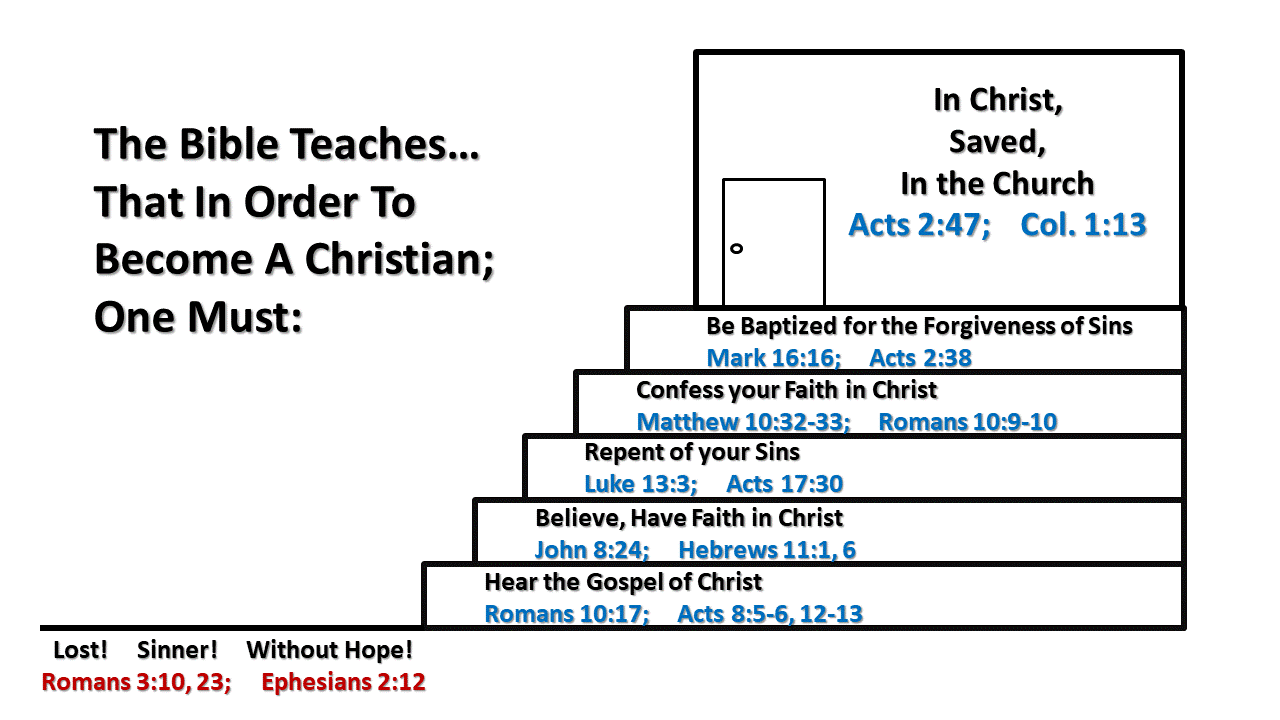 The Bible Teaches…
That In Order To
Become A Christian;
One Must:
In Christ,
Saved,
In the Church
Acts 2:47; Col. 1:13
Be Baptized for the Forgiveness of Sins
Mark 16:16; Acts 2:38
Confess your Faith in Christ
Matthew 10:32-33; Romans 10:9-10
Repent of your Sins
Luke 13:3; Acts 17:30
Believe, Have Faith in Christ
John 8:24; Hebrews 11:1, 6
Hear the Gospel of Christ
Romans 10:17; Acts 8:5-6, 12-13
Lost! Sinner! Without Hope!
Romans 3:10, 23; Ephesians 2:12